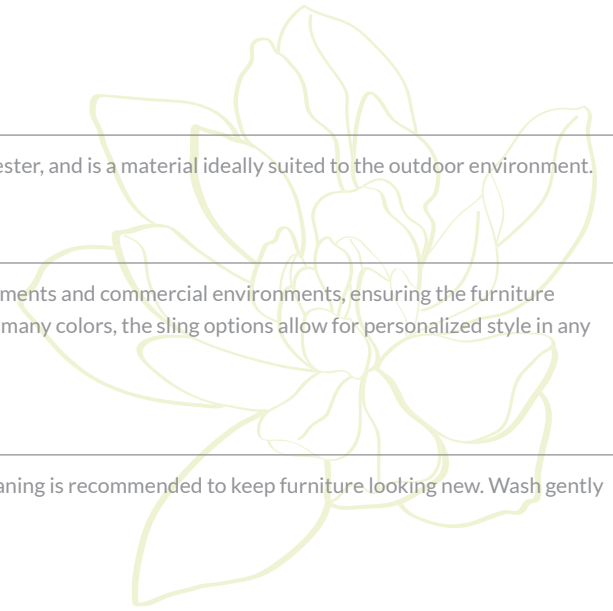 ester, and is a material ideally suited to the outdoor environment.
ments and commercial environments, ensuring the furniture
many colors, the sling options allow for personalized style in any
aning is recommended to keep furniture looking new. Wash gently